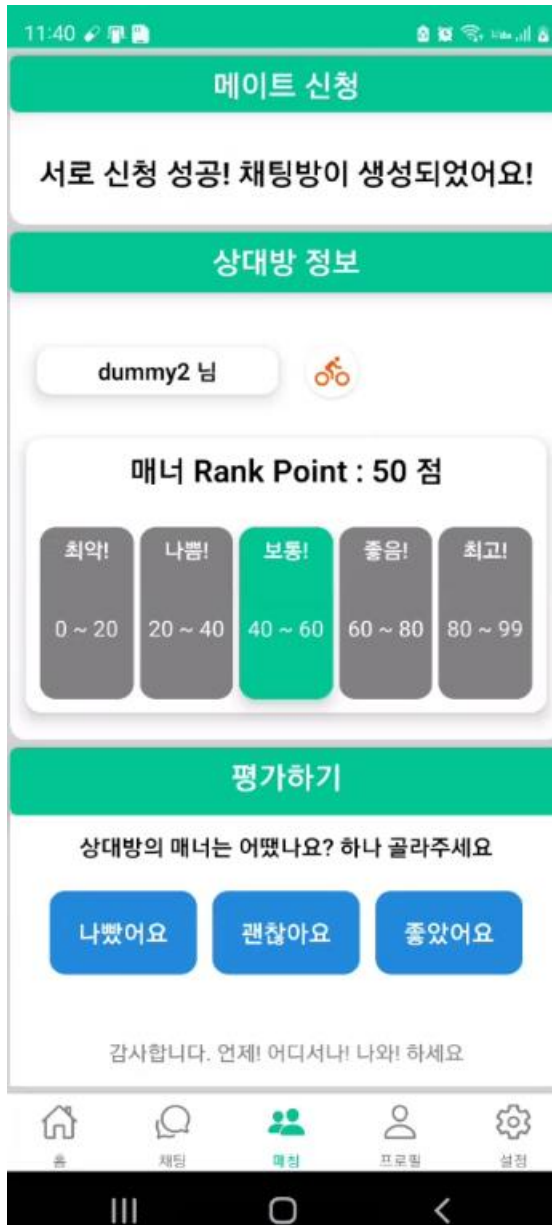 11:40
메이트 신청
서로 신청 성공! 채팅방이 생성되었어요!
상대방 정보
dummy2 님
매너 Rank Point : 50 점
최악! 나쁨! 보통! 좋음! 최고!
0 ~ 20 20 ~ 40 40 ~ 60 60 ~ 80 80 ~ 99
평가하기
상대방의 매너는 어땠나요? 하나 골라주세요
나빴어요 괜찮아요 좋았어요
감사합니다. 언제! 어디서나! 나와! 하세요
홈 채팅 매칭 프로필 설정